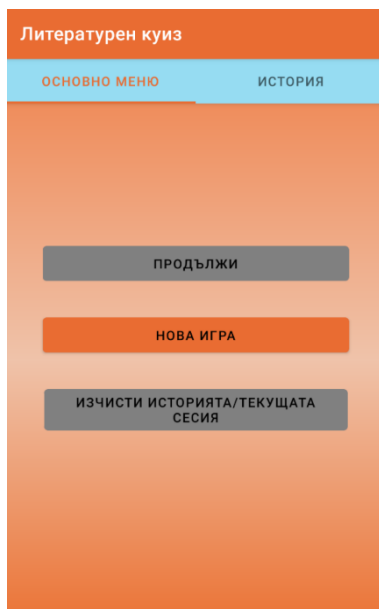 Литературен куиз
ОСНОВНО МЕНЮ
ИСТОРИЯ
ПРОДЪЛЖИ
НОВА ИГРА
ИЗЧИСТИ ИСТОРИЯТА/ТЕКУЩАТА
СЕСИЯ